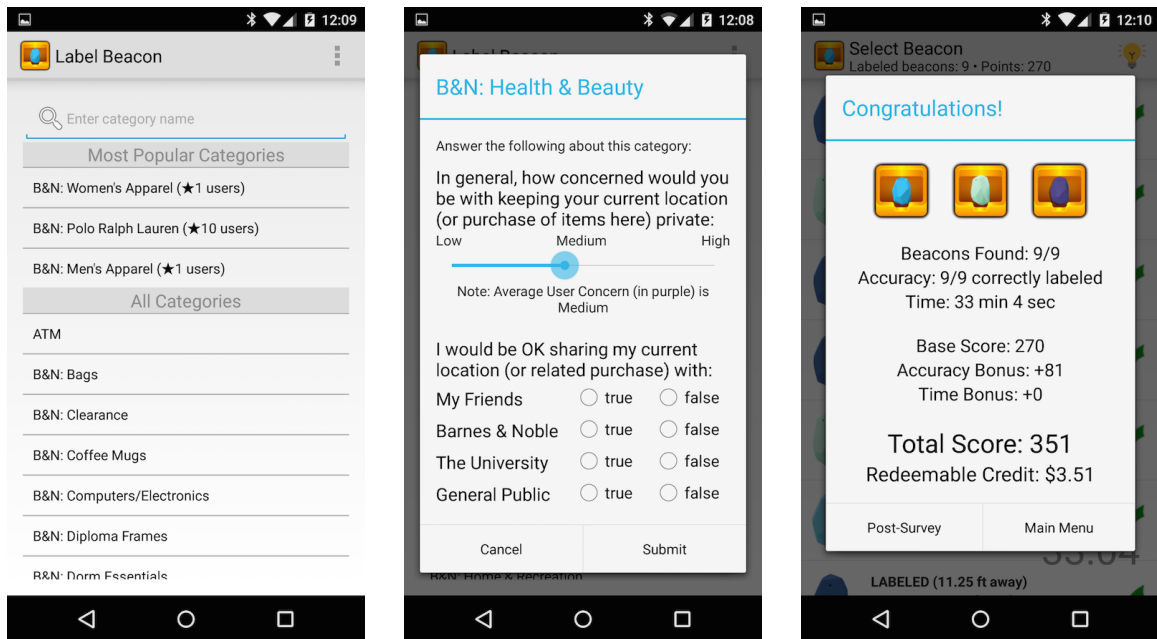 12:09
Label Beacon
Enter category name
Most Popular Categories
B&N: Women's Apparel (★1 users)
B&N: Polo Ralph Lauren (★10 users)
B&N: Men's Apparel (★1 users)
All Categories
ATM
B&N: Bags
B&N: Clearance
B&N: Coffee Mugs
B&N: Computers/Electronics
B&N: Diploma Frames
B&N: Dorm Essentials
12:08
Label Beacon
B&N: Health & Beauty
Answer the following about this category:
In general, how concerned would you
be with keeping your current location
(or purchase of items here) private:
Low Medium High
Note: Average User Concern (in purple) is
Medium
I would be OK sharing my current
location (or related purchase) with:
My Friends true false
Barnes & Noble true false
The University true false
General Public true false
Cancel Submit
B&N: Home & Recreation
12:10
Select Beacon
Labeled beacons: 9 • Points: 270
Congratulations!
Beacons Found: 9/9
Accuracy: 9/9 correctly labeled
Time: 33 min 4 sec
Base Score: 270
Accuracy Bonus: +81
Time Bonus: +0
Total Score: 351
Redeemable Credit: $3.51
Post-Survey Main Menu
LABELED (11.25 ft away)